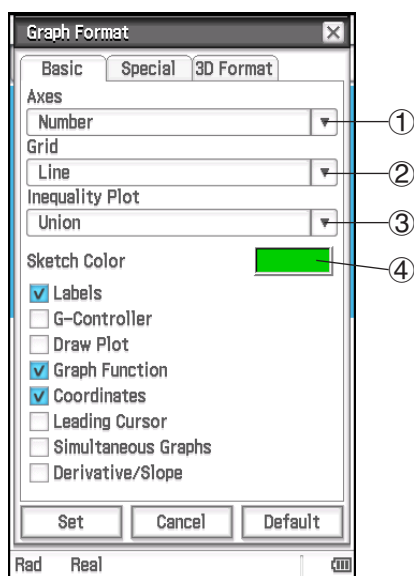 Graph Format
Basic Special 3D Format
Axes
Number ①
Grid
Line ②
Inequality Plot
Union ③
Sketch Color ④
Labels
G-Controller
Draw Plot
Graph Function
Coordinates
Leading Cursor
Simultaneous Graphs
Derivative/Slope
Set Cancel Default
Rad Real